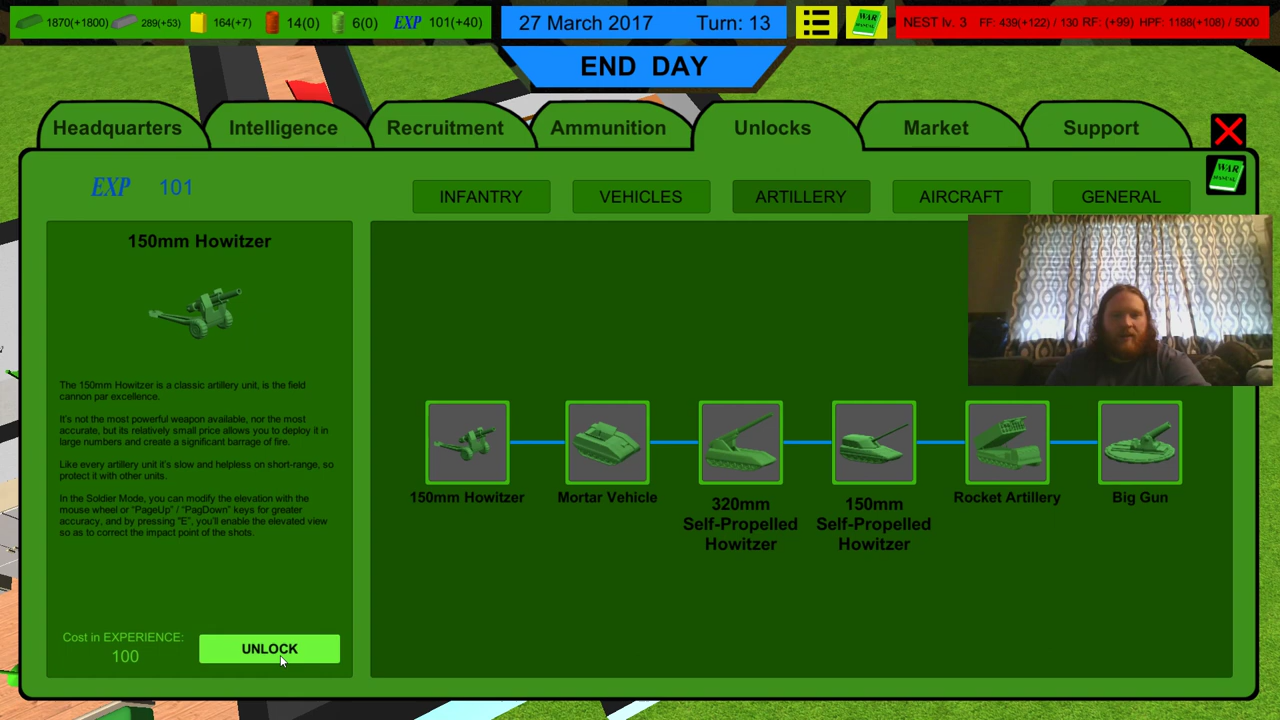 1870(+1800) 289(+53) 164(+7) 14(0) 6(0) EXP 101(+40)
27 March 2017 Turn: 13
WAR MANUAL
NEST lv. 3 FF: 439(+122) / 130 RF: (+99) HPF: 1188(+108) / 5000
END DAY
Headquarters Intelligence Recruitment Ammunition Unlocks Market Support
EXP 101
INFANTRY VEHICLES ARTILLERY AIRCRAFT GENERAL
WAR MANUAL
150mm Howitzer
The 150mm Howitzer is a classic artillery unit, is the field
cannon par excellence.
It's not the most powerful weapon available, nor the most
accurate, but its relatively small price allows you to deploy it in
large numbers and create a significant barrage of fire.
Like every artillery unit it's slow and helpless on short-range, so
protect it with other units.
In the Soldier Mode, you can modify the elevation with the
mouse wheel or "PageUp" / "PagDown" keys for greater
accuracy, and by pressing "E", you'll enable the elevated view
so as to correct the impact point of the shots.
Cost in EXPERIENCE:
100
UNLOCK
150mm Howitzer
Mortar Vehicle
320mm
Self-Propelled
Howitzer
150mm
Self-Propelled
Howitzer
Rocket Artillery
Big Gun